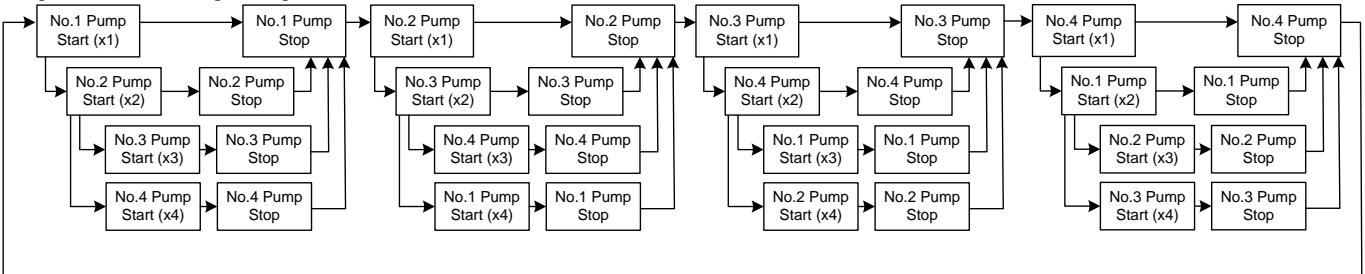 No.1 Pump
Start (x1)
No.1 Pump
Stop
No.2 Pump
Start (x2)
No.2 Pump
Stop
No.3 Pump
Start (x3)
No.3 Pump
Stop
No.4 Pump
Start (x4)
No.4 Pump
Stop
No.2 Pump
Start (x1)
No.2 Pump
Stop
No.3 Pump
Start (x2)
No.3 Pump
Stop
No.4 Pump
Start (x3)
No.4 Pump
Stop
No.1 Pump
Start (x4)
No.1 Pump
Stop
No.3 Pump
Start (x1)
No.3 Pump
Stop
No.4 Pump
Start (x2)
No.4 Pump
Stop
No.1 Pump
Start (x3)
No.1 Pump
Stop
No.2 Pump
Start (x4)
No.2 Pump
Stop
No.4 Pump
Start (x1)
No.4 Pump
Stop
No.1 Pump
Start (x2)
No.1 Pump
Stop
No.2 Pump
Start (x3)
No.2 Pump
Stop
No.3 Pump
Start (x4)
No.3 Pump
Stop